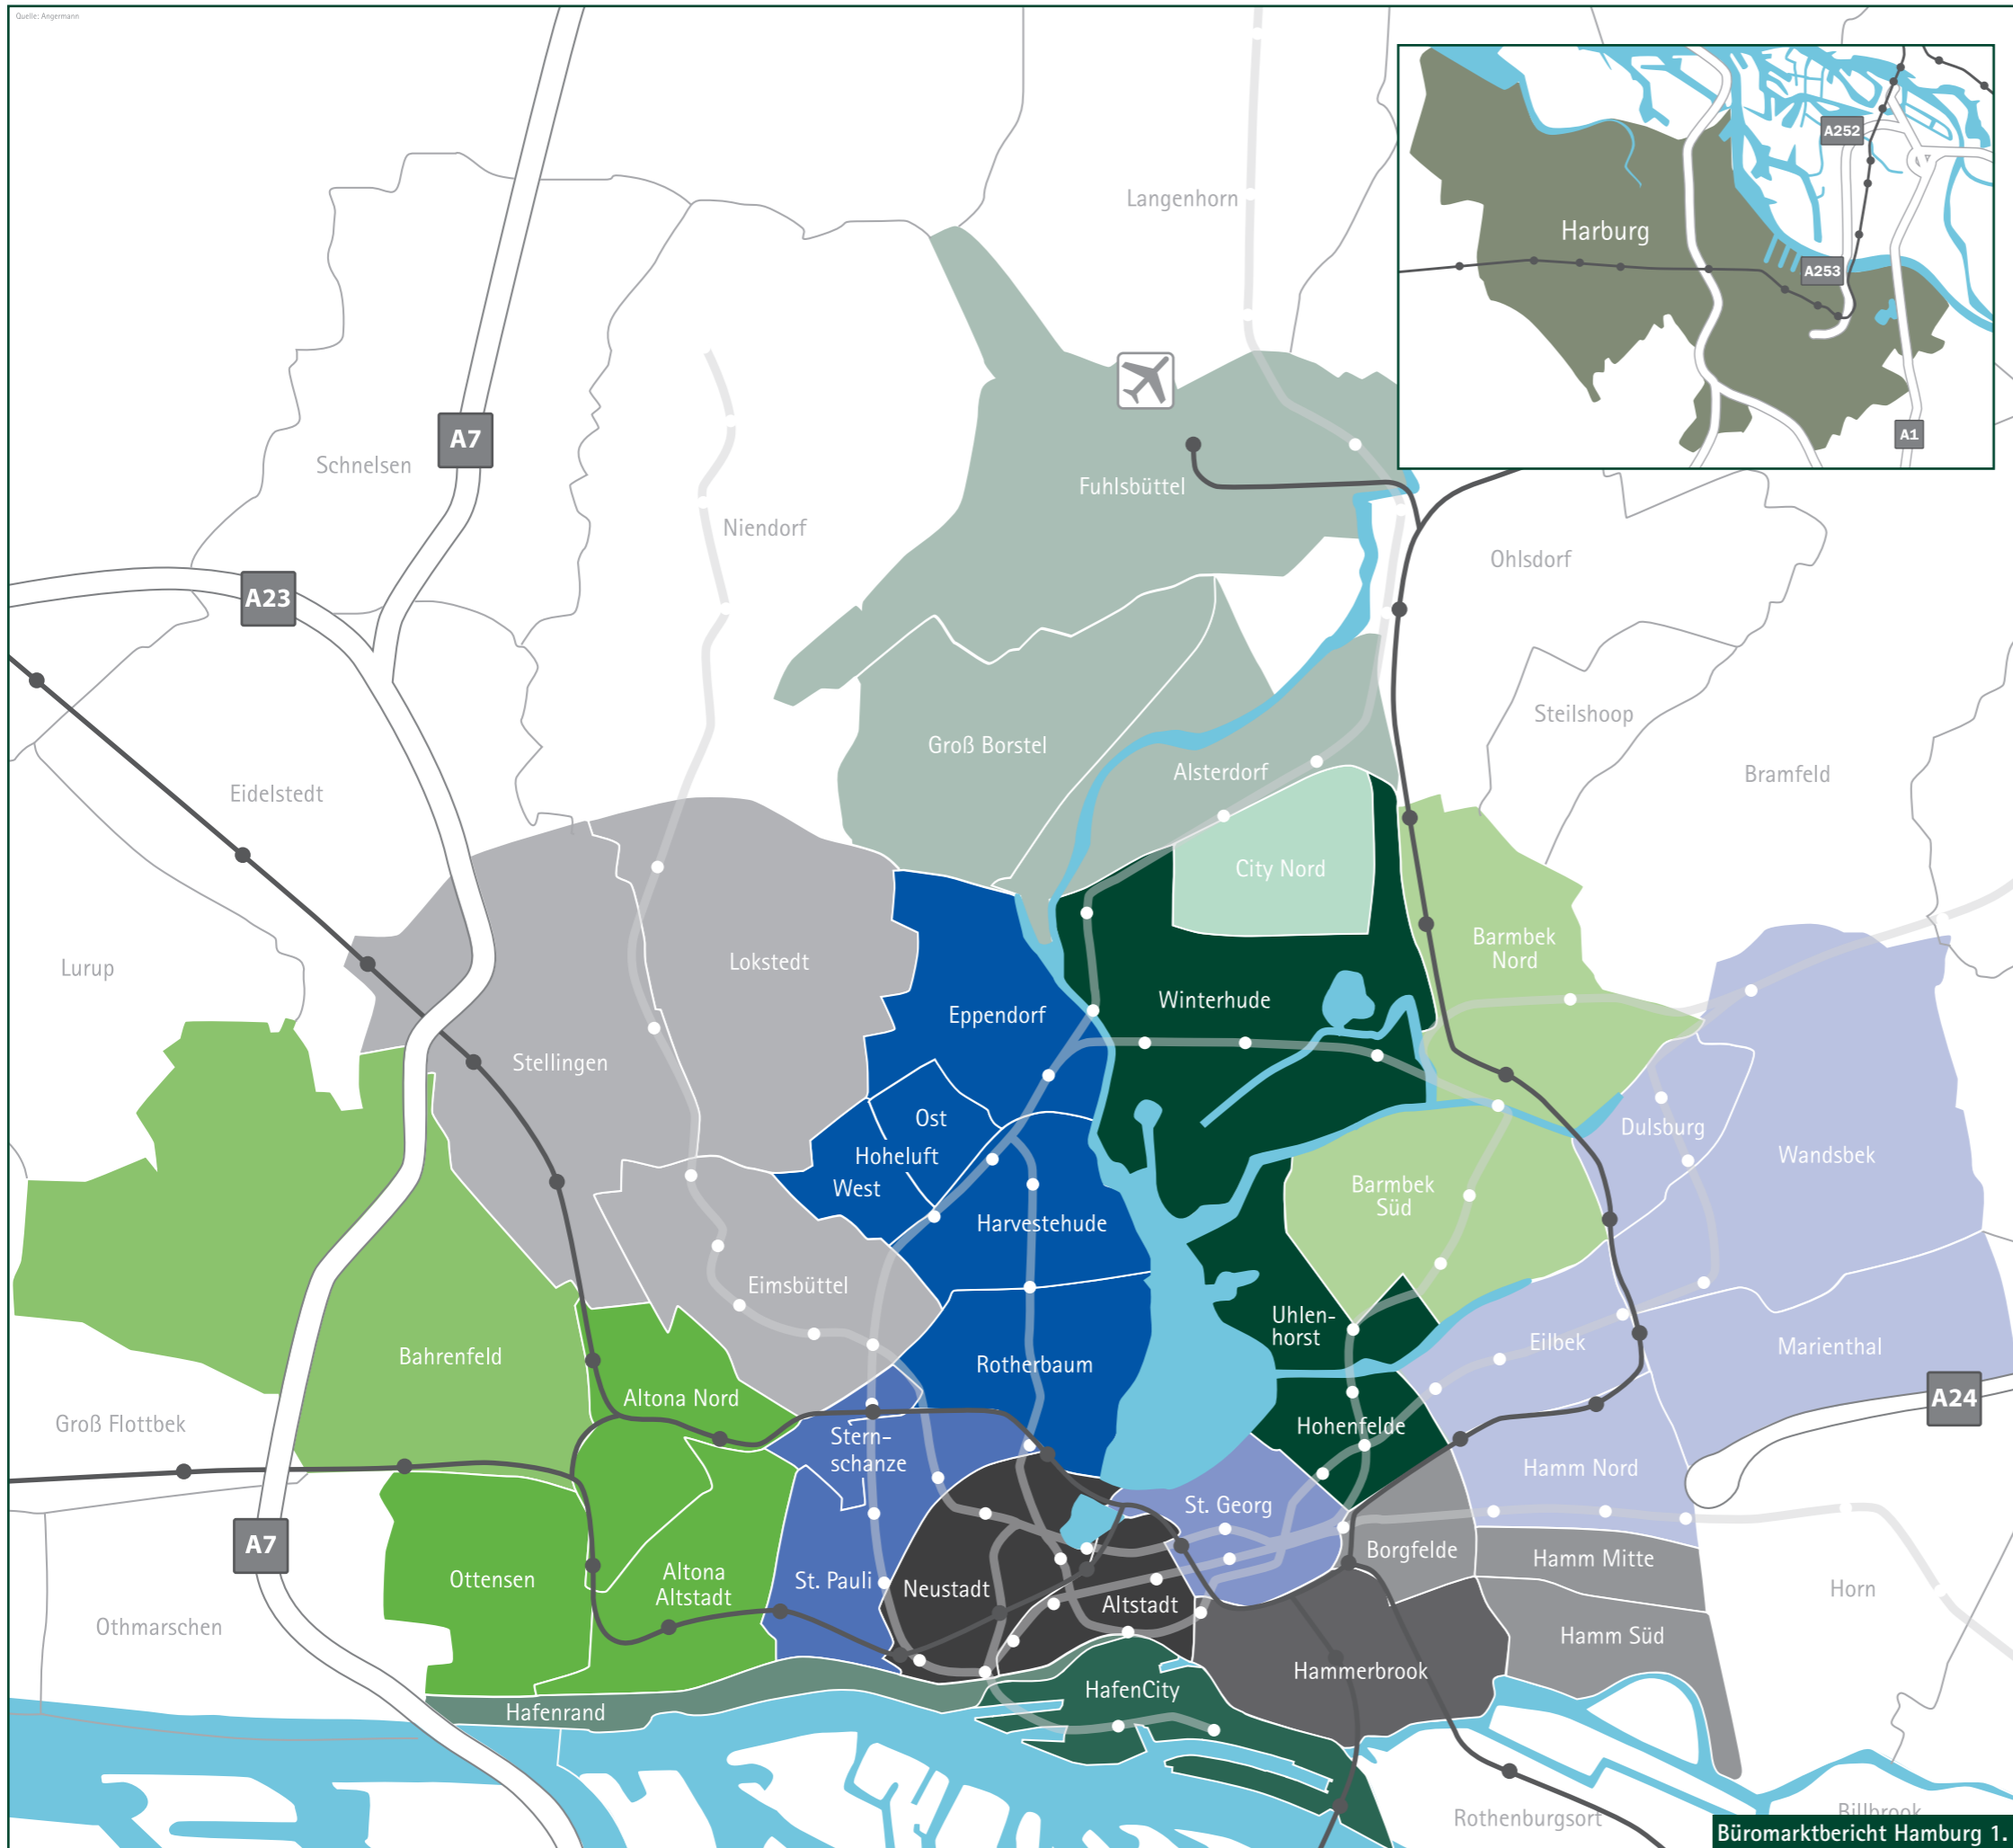 Quelle: Angermann
Langenhorn
A252
Harburg
A253
A1
A7
Schnelsen
Fuhlsbüttel
Niendorf
Ohlsdorf
A23
Steilshoop
Groß Borstel
Alsterdorf
Bramfeld
Eidelstedt
City Nord
Barmbek
Nord
Lurup
Lokstedt
Winterhude
Eppendorf
Stellingen
Ost
Hoheluft
West
Dulsburg
Wandsbek
Barmbek
Süd
Harvestehude
Eimsbüttel
Uhlen-
horst
Eilbek
Marienthal
Bahrenfeld
Rotherbaum
Altona Nord
A24
Groß Flottbek
Stern-
schanze
Hohenfelde
Hamm Nord
St. Georg
A7
Borgfelde
Hamm Mitte
Ottensen
Altona
Altstadt
St. Pauli
Neustadt
Altstadt
Horn
Othmarschen
Hamm Süd
Hammerbrook
HafenCity
Hafenrand
Rothenburgsort
Billbrook
Büromarktbericht Hamburg 1.